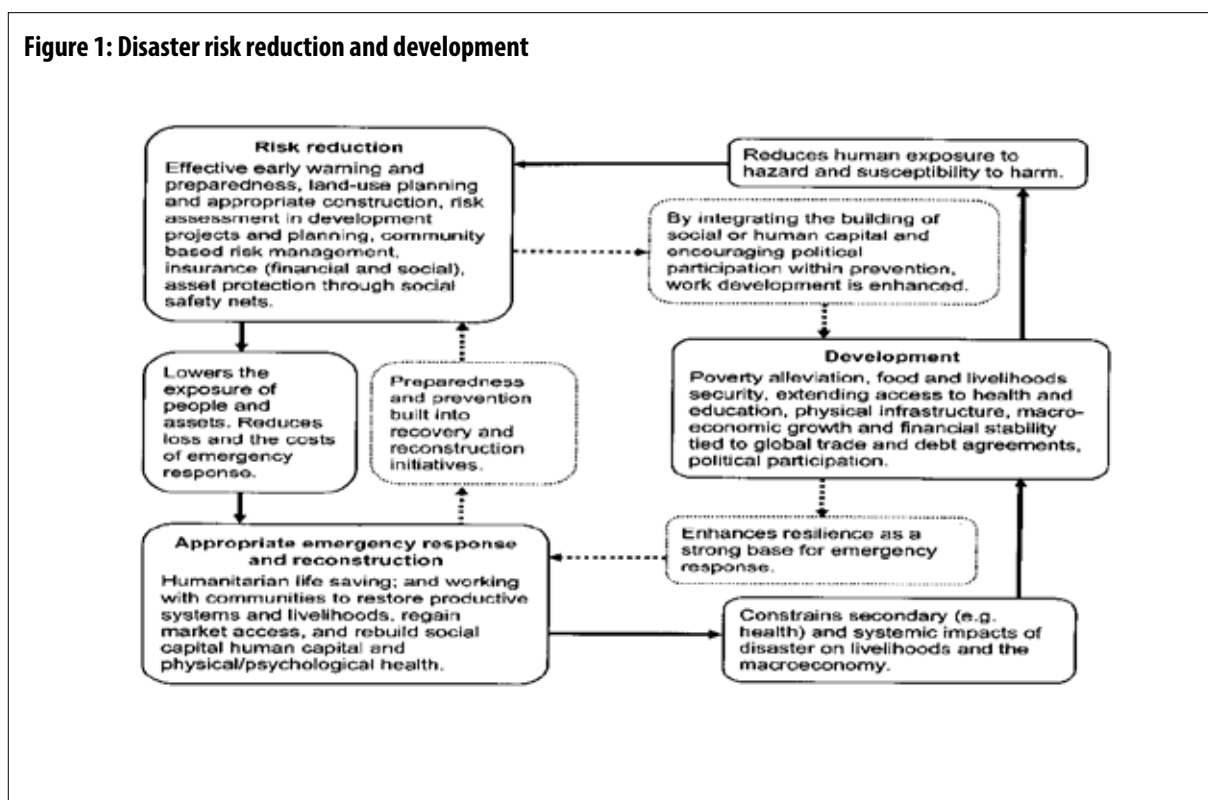 Figure 1: Disaster risk reduction and development
Risk reduction
Effective early warning and
preparedness, land-use planning
and appropriate construction, risk
assessment in development
projects and planning, community
based risk management,
insurance (financial and social),
asset protection through social
safety nets.
Reduces human exposure to
hazard and susceptibility to harm.
By integrating the building of
social or human capital and
encouraging political
participation within prevention,
work development is enhanced.
Lowers the
exposure of
people and
assets. Reduces
loss and the costs
of emergency
response.
Preparedness
and prevention
built into
recovery and
reconstruction
initiatives.
Development
Poverty alleviation, food and livelihoods
security, extending access to health and
education, physical infrastructure, macro-
economic growth and financial stability
tied to global trade and debt agreements,
political participation.
Appropriate emergency response
and reconstruction
Humanitarian life saving; and working
with communities to restore productive
systems and livelihoods, regain
market access, and rebuild social
capital human capital and
physical/psychological health.
Enhances resilience as a
strong base for emergency
response.
Constrains secondary (e.g.
health) and systemic impacts of
disaster on livelihoods and the
macroeconomy.